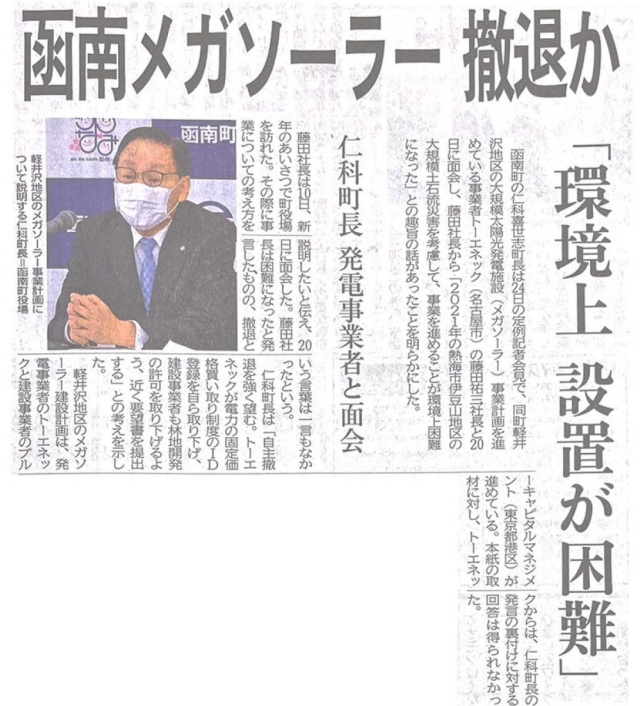 函南メガソーラー 撤退か
「環境上 設置が困難」
仁科町長 発電事業者と面会
函南町の仁科喜世志町長は24日の定例記者会見で、同町軽井
沢地区の大規模太陽光発電施設（メガソーラー）事業計画を進
めている事業者トーエネック（名古屋市）の藤田祐三社長と20
日に面会し、藤田社長から「2021年の熱海市伊豆山地区の
大規模土石流災害を考慮して、事業を進めることが環境上困難
になった」との趣旨の話があったことを明らかにした。
藤田社長は10日、新
年のあいさつで町役場
を訪れた。その際に事
業についての考え方を
説明したいと伝え、20
日に面会した。藤田社
長は困難になったと発
言したものの、撤退と
いう言葉は一言もなか
ったという。
仁科町長は「自主撤
退を強く望む。トーエ
ネックが電力の固定価
格買い取り制度のID
登録を自ら取り下げ、
建設事業者も林地開発
の許可を取り下げるよ
う、近く要望書を提出
する」との考えを示し
た。
軽井沢地区のメガソ
ーラー建設計画は、発
電事業者のトーエネッ
クと建設事業者のブル
ーキャピタルマネジメ
ント（東京都港区）が
進めている。本紙の取
材に対し、トーエネッ
クからは、仁科町長の
発言の裏付けに対する
回答は得られなかっ
た。
函南町
軽井沢地区のメガソーラー事業計画に
ついて説明する仁科町長＝函南町役場